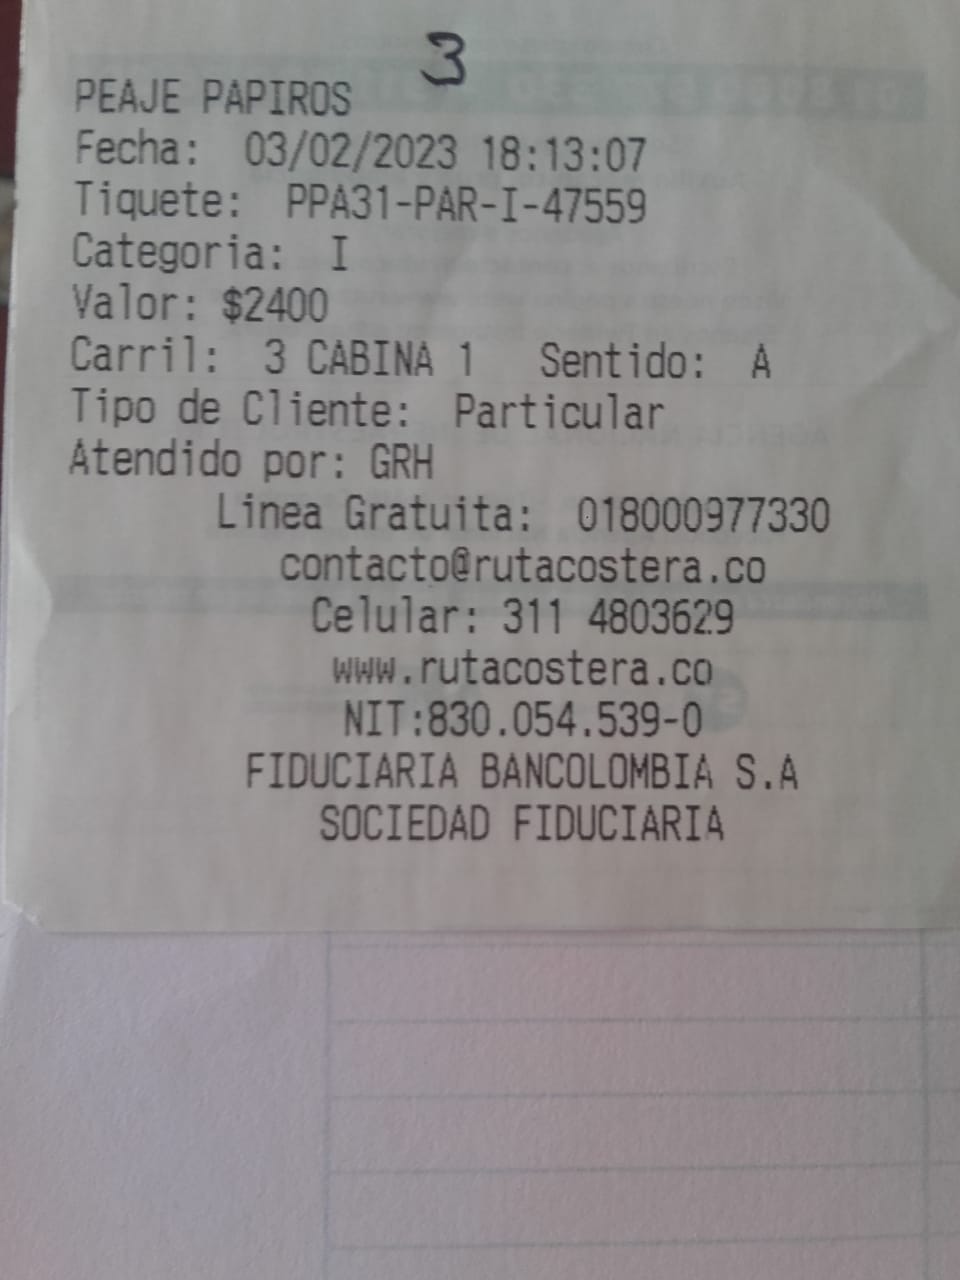 3
PEAJE PAPIROS
Fecha: 03/02/2023 18:13:07
Tiquete: PPA31-PAR-I-47559
Categoria: I
Valor: $2400
Carril: 3 CABINA 1 Sentido: A
Tipo de Cliente: Particular
Atendido por: GRH
Linea Gratuita: 018000977330
contacto@rutacostera.co
Celular: 311 4803629
www.rutacostera.co
NIT:830.054.539-0
FIDUCIARIA BANCOLOMBIA S.A
SOCIEDAD FIDUCIARIA